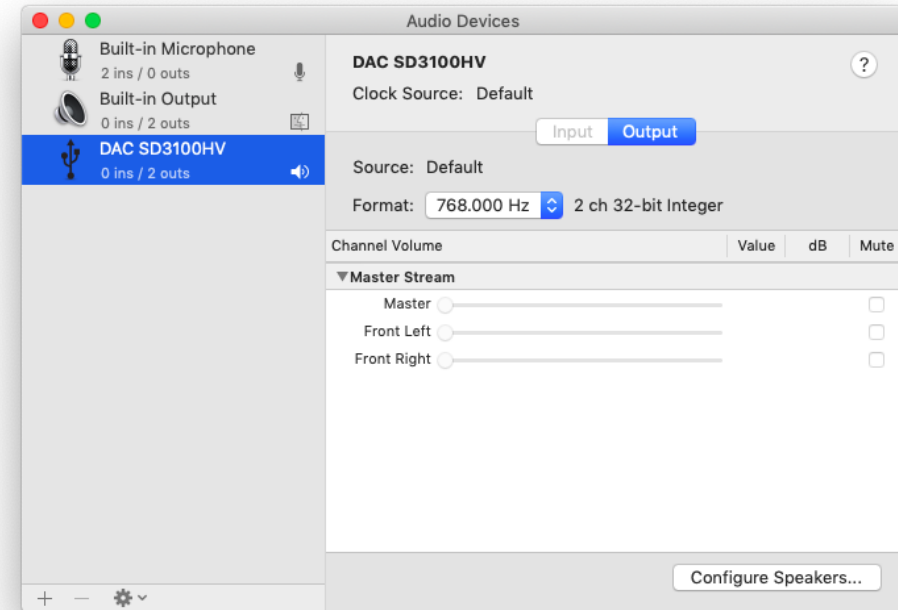 Audio Devices
Built-in Microphone
2 ins / 0 outs
Built-in Output
0 ins / 2 outs
DAC SD3100HV
0 ins / 2 outs
DAC SD3100HV
?
Clock Source: Default
Input Output
Source: Default
Format: 768.000 Hz 2 ch 32-bit Integer
Channel Volume Value dB Mute
Master Stream
Master
Front Left
Front Right
Configure Speakers...